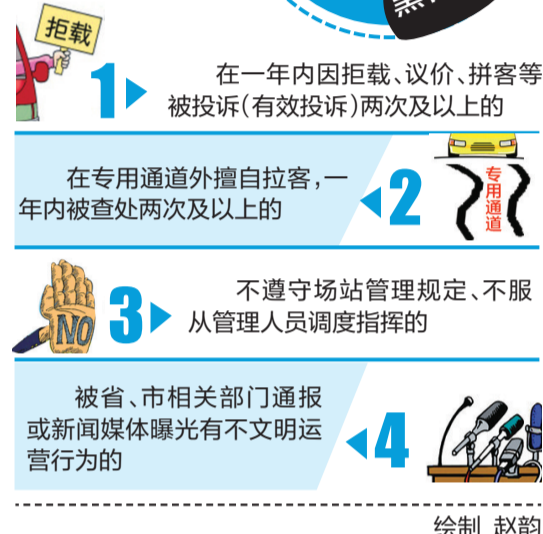 拒载
1
在一年内因拒载、议价、拼客等
被投诉(有效投诉)两次及以上的
在专用通道外擅自拉客,一
年内被查处两次及以上的
2
专用通道
NO
3
不遵守场站管理规定、不服
从管理人员调度指挥的
被省、市相关部门通报
或新闻媒体曝光有不文明运
营行为的
4
绘制 赵韵